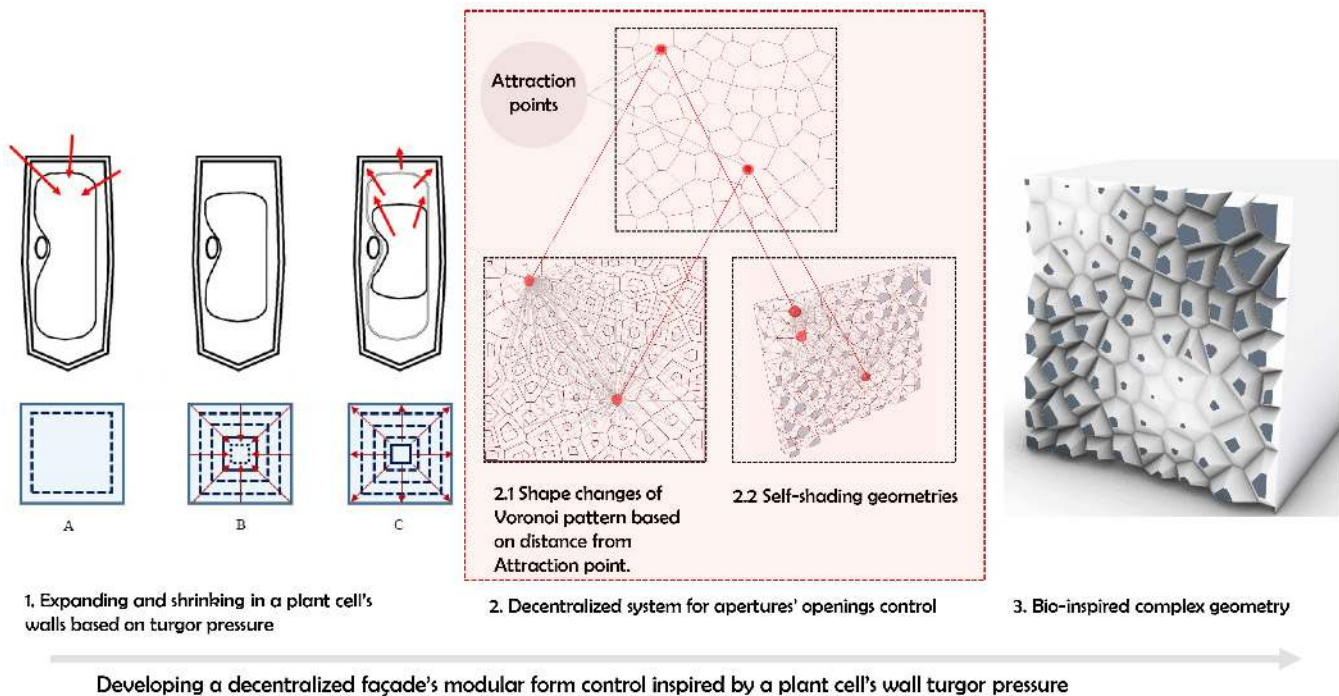 Attraction
points
A
B
C
2.1 Shape changes of
Voronoi pattern based
on distance from
Attraction point.
2.2 Self-shading geometries
1. Expanding and shrinking in a plant cell's
walls based on turgor pressure
2. Decentralized system for apertures' openings control
3. Bio-inspired complex geometry
Developing a decentralized façade's modular form control inspired by a plant cell's wall turgor pressure